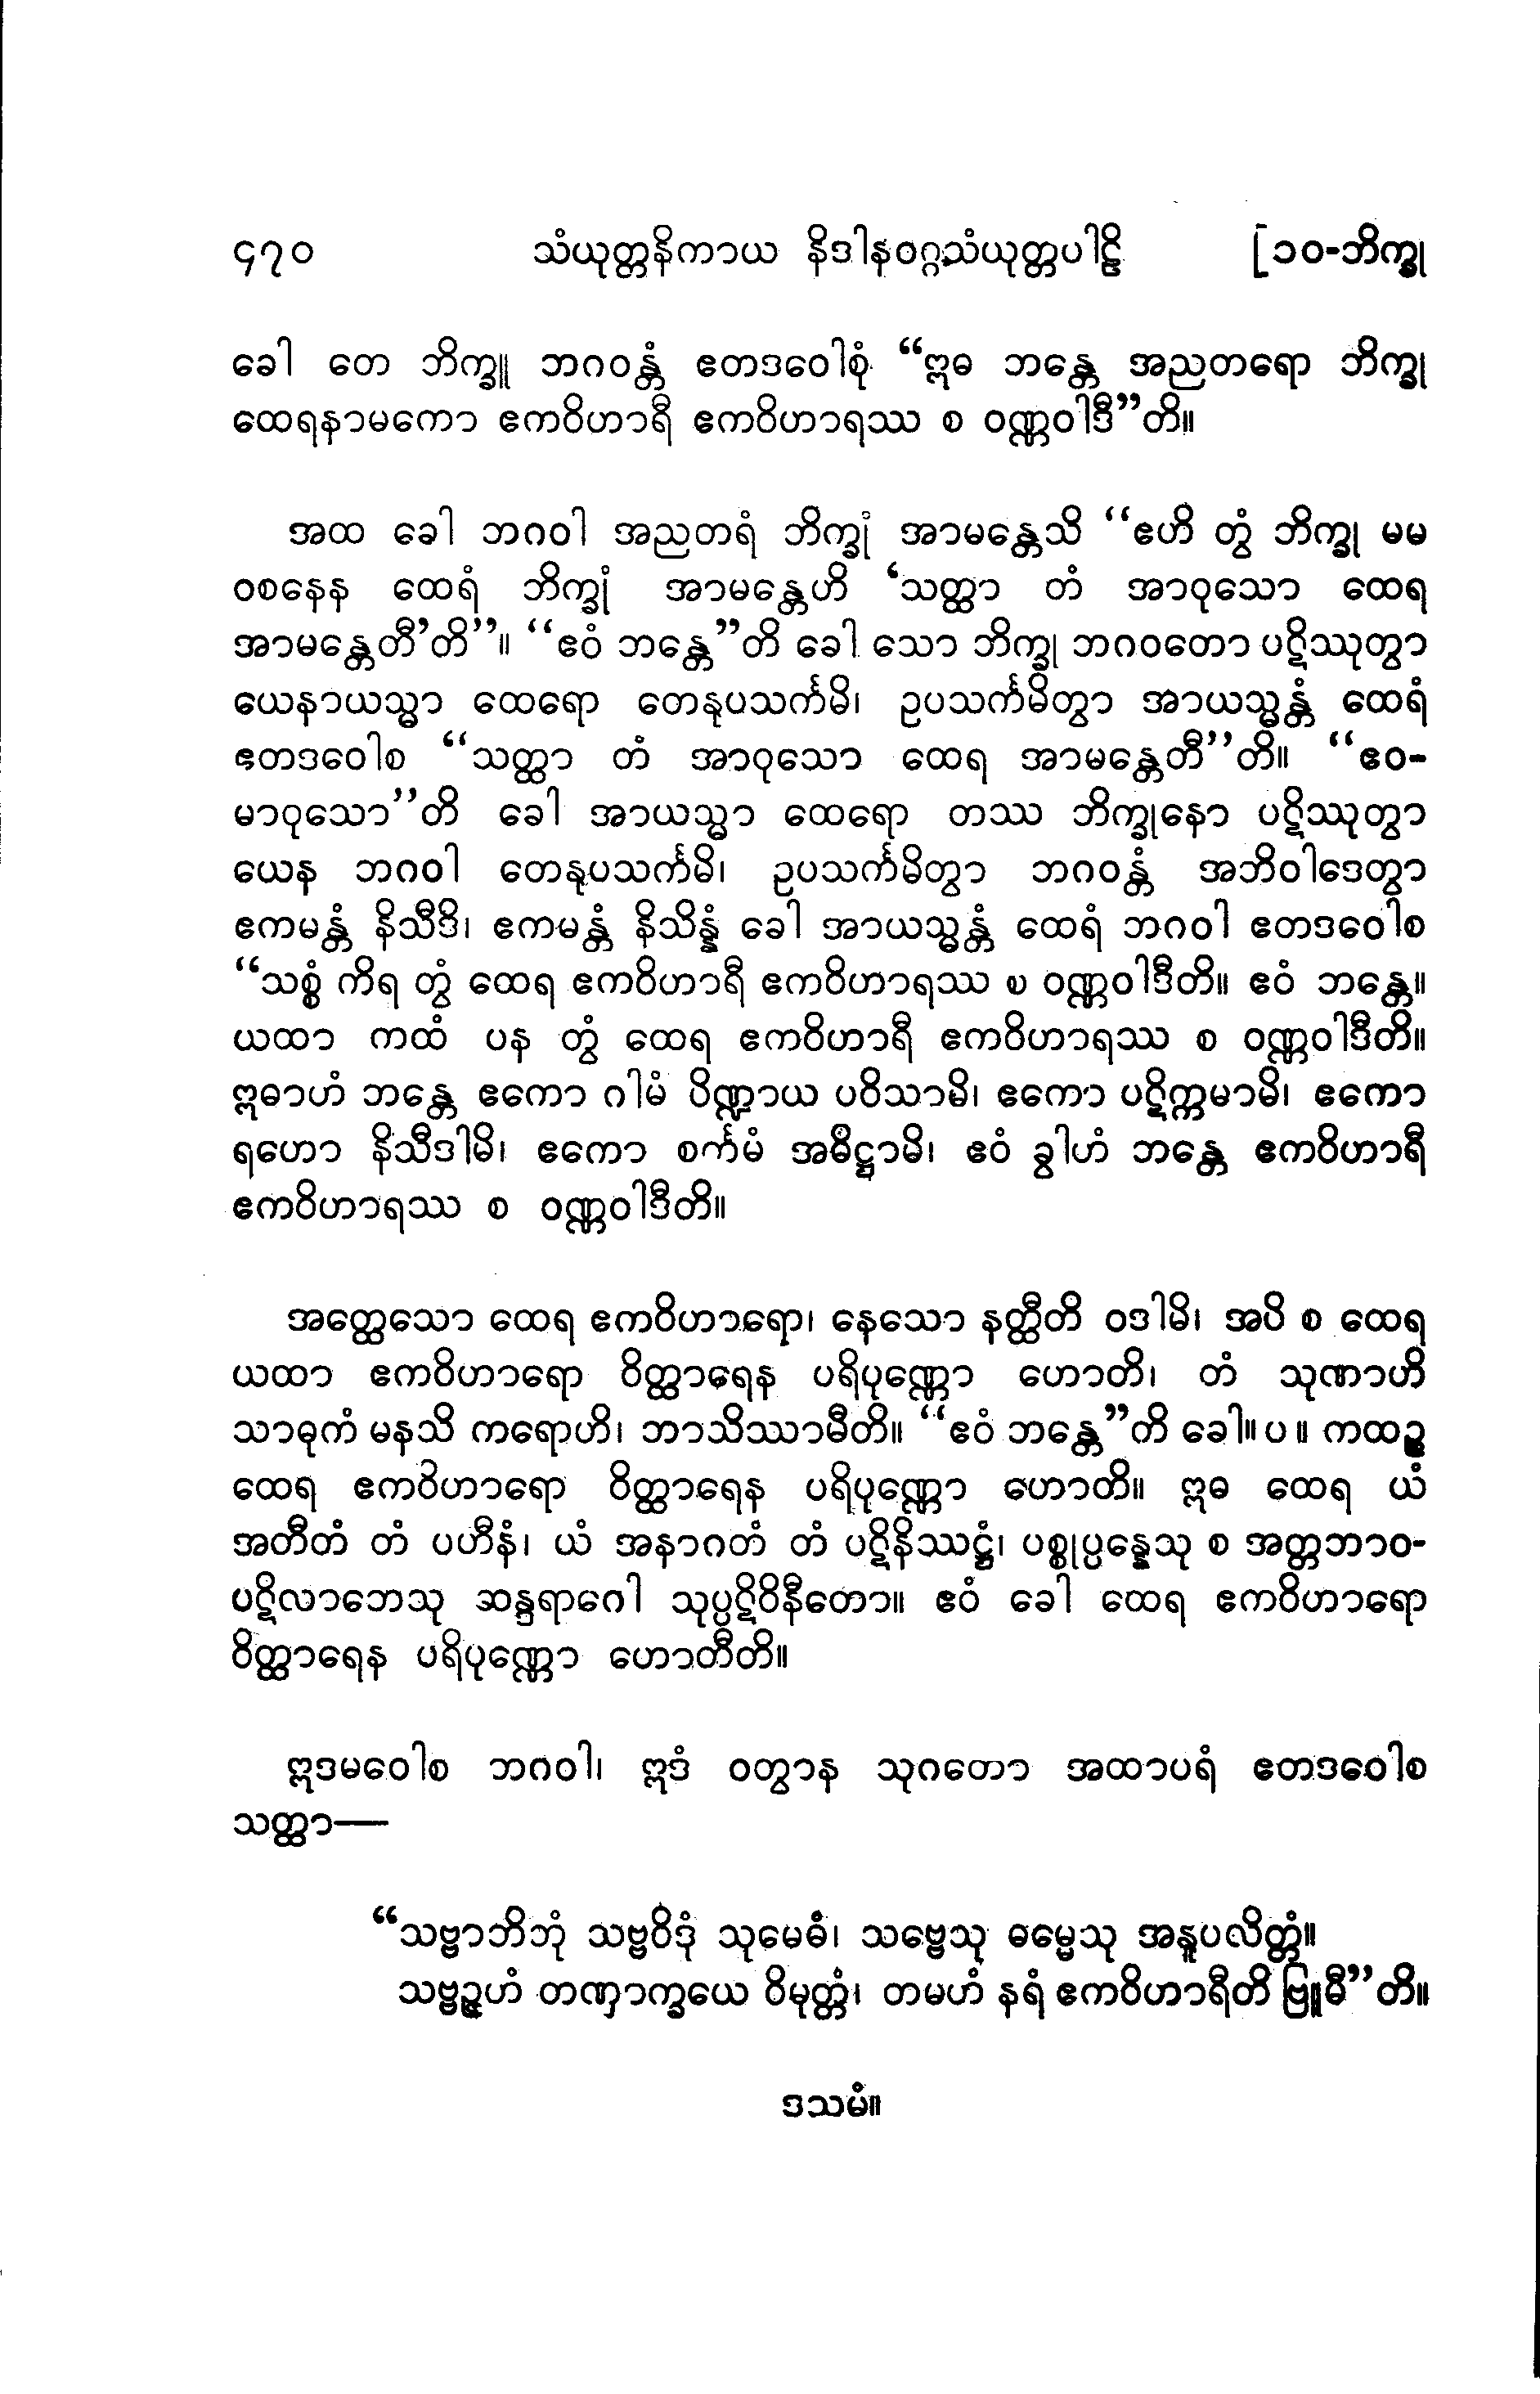 ၄၇၀ သံယုတ္တနိကာယ နိဒါနဝဂ္ဂသံယုတ္တပါဠိ [၁၀-ဘိက္ခု
ခေါ တေ ဘိက္ခူ ဘဂဝန္တံ ဧတဒဝေါစုံ “ဣဓ ဘန္တေ အညတရော ဘိက္ခု
ထေရနာမကော ဧကဝိဟာရီ ဧကဝိဟာရဿ စ ဝဏ္ဏဝါဒီ”တိ။
အထ ခေါ ဘဂဝါ အညတရံ ဘိက္ခုံ အာမန္တေသိ “ဧဟိ တွံ ဘိက္ခု မမ
ဝစနေန ထေရံ ဘိက္ခုံ အာမန္တေဟိ ‘သတ္ထာ တံ အာဝုသော ထေရ
အာမန္တေတီ’တိ”။ “ဧဝံ ဘန္တေ”တိ ခေါ သော ဘိက္ခု ဘဂဝတော ပဋိဿုတွာ
ယေနာယသ္မာ ထေရော တေနုပသင်္ကမိ၊ ဥပသင်္ကမိတွာ အာယသ္မန္တံ ထေရံ
ဧတဒဝေါစ “သတ္ထာ တံ အာဝုသော ထေရ အာမန္တေတီ”တိ။ “ဧဝ-
မာဝုသော”တိ ခေါ အာယသ္မာ ထေရော တဿ ဘိက္ခုနော ပဋိဿုတွာ
ယေန ဘဂဝါ တေနုပသင်္ကမိ၊ ဥပသင်္ကမိတွာ ဘဂဝန္တံ အဘိဝါဒေတွာ
ဧကမန္တံ နိသီဒိ၊ ဧကမန္တံ နိသိန္နံ ခေါ အာယသ္မန္တံ ထေရံ ဘဂဝါ ဧတဒဝေါစ
“သစ္စံ ကိရ တွံ ထေရ ဧကဝိဟာရီ ဧကဝိဟာရဿ စ ဝဏ္ဏဝါဒီတိ။ ဧဝံ ဘန္တေ။
ယထာ ကထံ ပန တွံ ထေရ ဧကဝိဟာရီ ဧကဝိဟာရဿ စ ဝဏ္ဏဝါဒီတိ။
ဣဓာဟံ ဘန္တေ ဧကော ဂါမံ ပိဏ္ဍာယ ပဝိသာမိ၊ ဧကော ပဋိက္ကမာမိ၊ ဧကော
ရဟော နိသီဒါမိ၊ ဧကော စင်္ကမံ အဓိဋ္ဌာမိ၊ ဧဝံ ခွါဟံ ဘန္တေ ဧကဝိဟာရီ
ဧကဝိဟာရဿ စ ဝဏ္ဏဝါဒီတိ။
အတ္ထေသော ထေရ ဧကဝိဟာရော၊ နေသော နတ္ထီတိ ဝဒါမိ၊ အပိ စ ထေရ
ယထာ ဧကဝိဟာရော ဝိတ္ထာရေန ပရိပုဏ္ဏော ဟောတိ၊ တံ သုဏာဟိ
သာဓုကံ မနသိ ကရောဟိ၊ ဘာသိဿာမီတိ။ “ဧဝံ ဘန္တေ”တိ ခေါ။ ပ ။ ကထဉ္စ
ထေရ ဧကဝိဟာရော ဝိတ္ထာရေန ပရိပုဏ္ဏော ဟောတိ။ ဣဓ ထေရ ယံ
အတီတံ တံ ပဟီနံ၊ ယံ အနာဂတံ တံ ပဋိနိဿဋ္ဌံ၊ ပစ္စုပ္ပန္နေသု စ အတ္တဘာဝ-
ပဋိလာဘေသု ဆန္ဒရာဂေါ သုပ္ပဋိဝိနီတော။ ဧဝံ ခေါ ထေရ ဧကဝိဟာရော
ဝိတ္ထာရေန ပရိပုဏ္ဏော ဟောတီတိ။
ဣဒမဝေါစ ဘဂဝါ၊ ဣဒံ ဝတွာန သုဂတော အထာပရံ ဧတဒဝေါစ
သတ္ထာ—
“သဗ္ဗာဘိဘုံ သဗ္ဗဝိဒုံ သုမေဓံ၊ သဗ္ဗေသု ဓမ္မေသု အနူပလိတ္တံ။
သဗ္ဗဉ္ဇဟံ တဏှာက္ခယေ ဝိမုတ္တံ၊ တမဟံ နရံ ဧကဝိဟာရီတိ ဗြူမီ”တိ။
ဒသမံ။